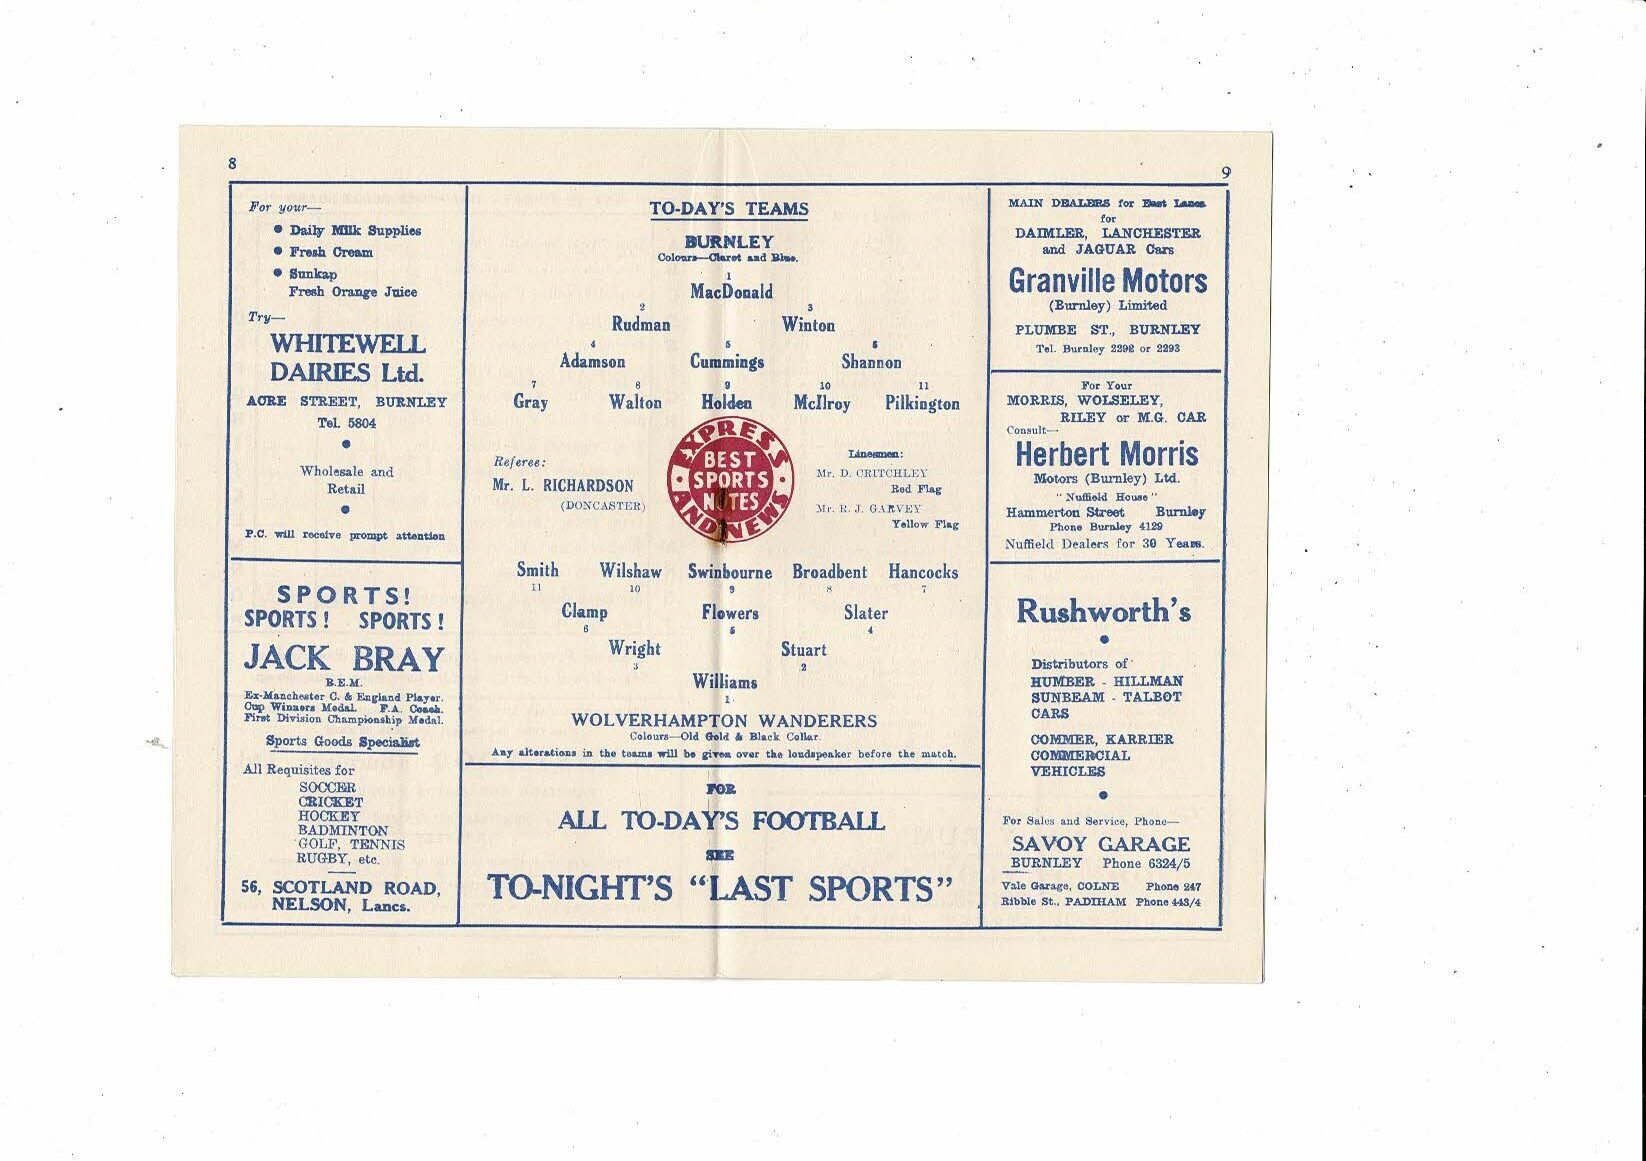 8
9
For your—
• Daily Milk Supplies
• Fresh Cream
• Sunkap
Fresh Orange Juice
Try—
WHITEWELL
DAIRIES Ltd.
ACRE STREET, BURNLEY
Tel. 5804
•
Wholesale and
Retail
•
P.C. will receive prompt attention
SPORTS!
SPORTS! SPORTS!
JACK BRAY
B.E.M.
Ex-Manchester C. & England Player.
Cup Winners Medal. F.A. Coach.
First Division Championship Medal.
Sports Goods Specialist
All Requisites for
SOCCER
CRICKET
HOCKEY
BADMINTON
GOLF, TENNIS
RUGBY, etc.
56, SCOTLAND ROAD,
NELSON, Lancs.
TO-DAY'S TEAMS
BURNLEY
Colours—Claret and Blue.
1
MacDonald
2 3
Rudman Winton
4 5 6
Adamson Cummings Shannon
7 8 9 10 11
Gray Walton Holden McIlroy Pilkington
Referee:
Mr. L. RICHARDSON
(DONCASTER)
EXPRESS
BEST
SPORTS
NOTES
AND NEWS
Linesmen:
Mr. D. CRITCHLEY
Red Flag
Mr. R. J. GARVEY
Yellow Flag
Smith Wilshaw Swinbourne Broadbent Hancocks
11 10 9 8 7
Clamp Flowers Slater
6 5 4
Wright Stuart
3 2
Williams
1
WOLVERHAMPTON WANDERERS
Colours—Old Gold & Black Collar.
Any alterations in the teams will be given over the loudspeaker before the match.
FOR
ALL TO-DAY'S FOOTBALL
SEE
TO-NIGHT'S "LAST SPORTS"
MAIN DEALERS for East Lancs
for
DAIMLER, LANCHESTER
and JAGUAR Cars
Granville Motors
(Burnley) Limited
PLUMBE ST., BURNLEY
Tel. Burnley 2292 or 2293
For Your
MORRIS, WOLSELEY,
RILEY or M.G. CAR
Consult—
Herbert Morris
Motors (Burnley) Ltd.
"Nuffield House"
Hammerton Street Burnley
Phone Burnley 4129
Nuffield Dealers for 30 Years.
Rushworth's
•
Distributors of
HUMBER - HILLMAN
SUNBEAM - TALBOT
CARS
COMMER, KARRIER
COMMERCIAL
VEHICLES
•
For Sales and Service, Phone—
SAVOY GARAGE
BURNLEY Phone 6324/5
Vale Garage, COLNE Phone 247
Ribble St., PADIHAM Phone 443/4